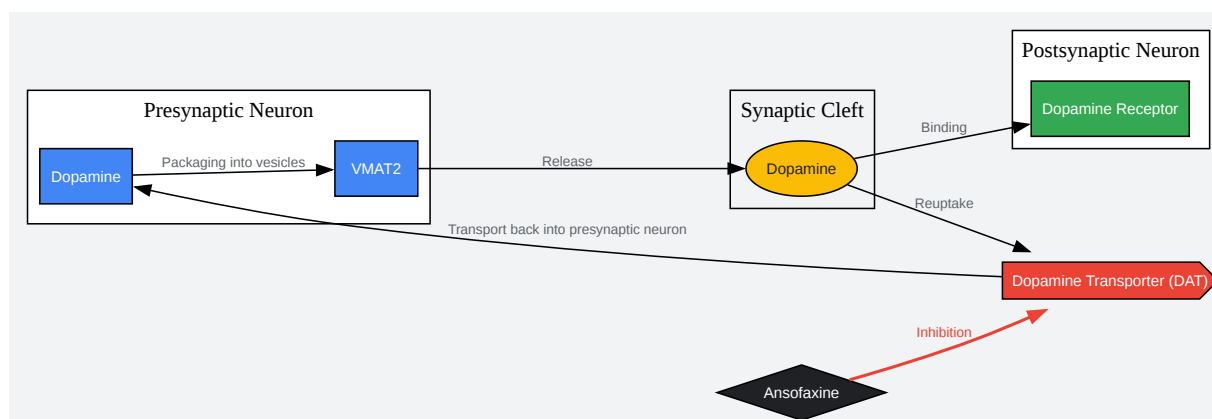 Postsynaptic Neuron
Dopamine Receptor
Presynaptic Neuron
Synaptic Cleft
Binding
Packaging into vesicles
Release
Dopamine
VMAT2
Dopamine
Reuptake
Transport back into presynaptic neuron
Dopamine Transporter (DAT)
Inhibition
Ansofaxine